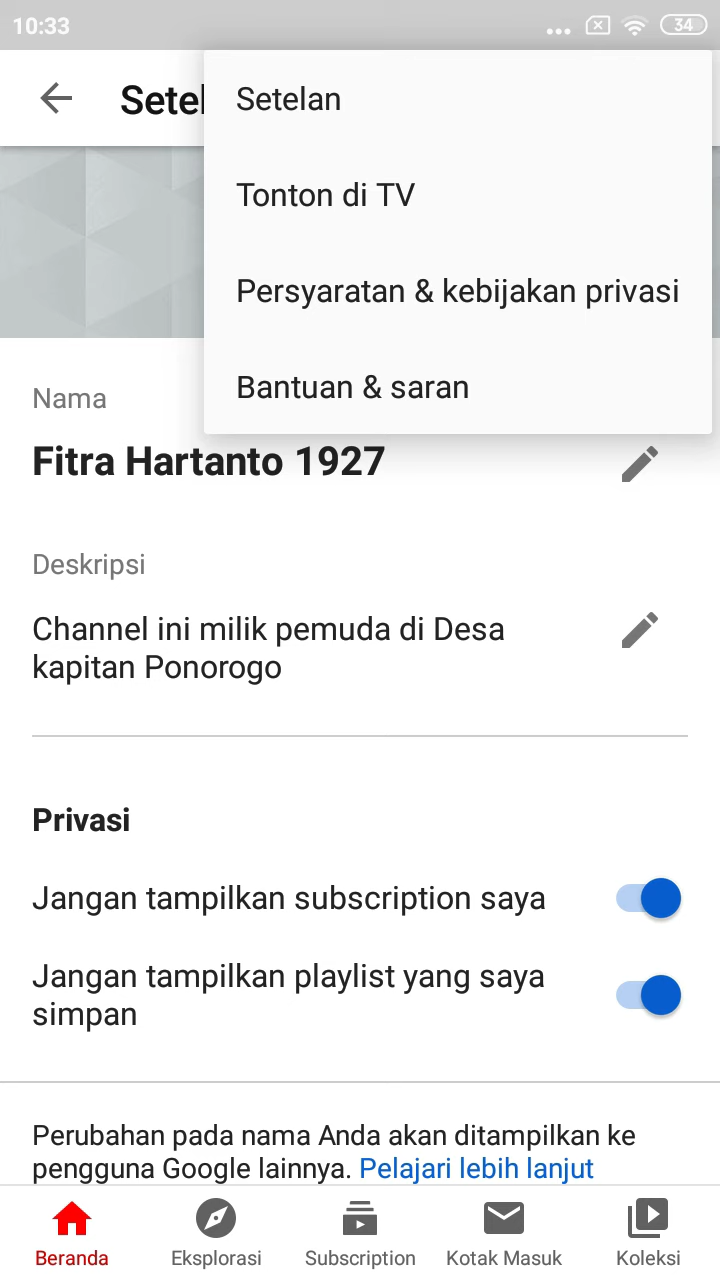 10:33
34
Setel
Setelan
Tonton di TV
Persyaratan & kebijakan privasi
Bantuan & saran
Nama
Fitra Hartanto 1927
Deskripsi
Channel ini milik pemuda di Desa
kapitan Ponorogo
Privasi
Jangan tampilkan subscription saya
Jangan tampilkan playlist yang saya
simpan
Perubahan pada nama Anda akan ditampilkan ke
pengguna Google lainnya. Pelajari lebih lanjut
Beranda
Eksplorasi
Subscription
Kotak Masuk
Koleksi